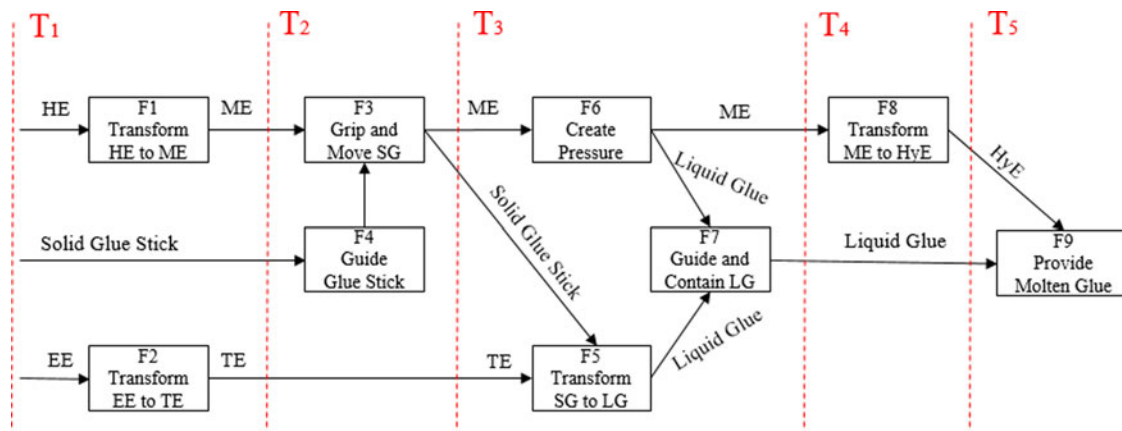 T1
T2
T3
T4
T5
HE
F1
Transform
HE to ME
ME
F3
Grip and
Move SG
ME
F6
Create
Pressure
ME
F8
Transform
ME to HyE
HyE
Liquid Glue
Solid Glue Stick
Solid Glue Stick
F4
Guide
Glue Stick
F7
Guide and
Contain LG
Liquid Glue
F9
Provide
Molten Glue
EE
F2
Transform
EE to TE
TE
TE
F5
Transform
SG to LG
Liquid Glue